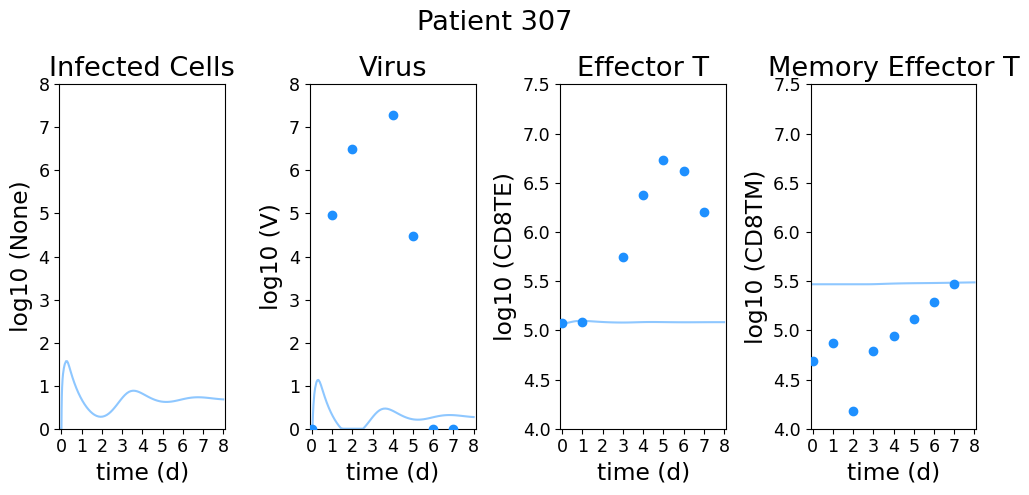 Patient 307
Infected Cells
Virus
Effector T
Memory Effector T
log10 (None)
8
7
6
5
4
3
2
1
0
0 1 2 3 4 5 6 7 8
time (d)
log10 (V)
8
7
6
5
4
3
2
1
0
0 1 2 3 4 5 6 7 8
time (d)
log10 (CD8TE)
7.5
7.0
6.5
6.0
5.5
5.0
4.5
4.0
0 1 2 3 4 5 6 7 8
time (d)
log10 (CD8TM)
7.5
7.0
6.5
6.0
5.5
5.0
4.5
4.0
0 1 2 3 4 5 6 7 8
time (d)